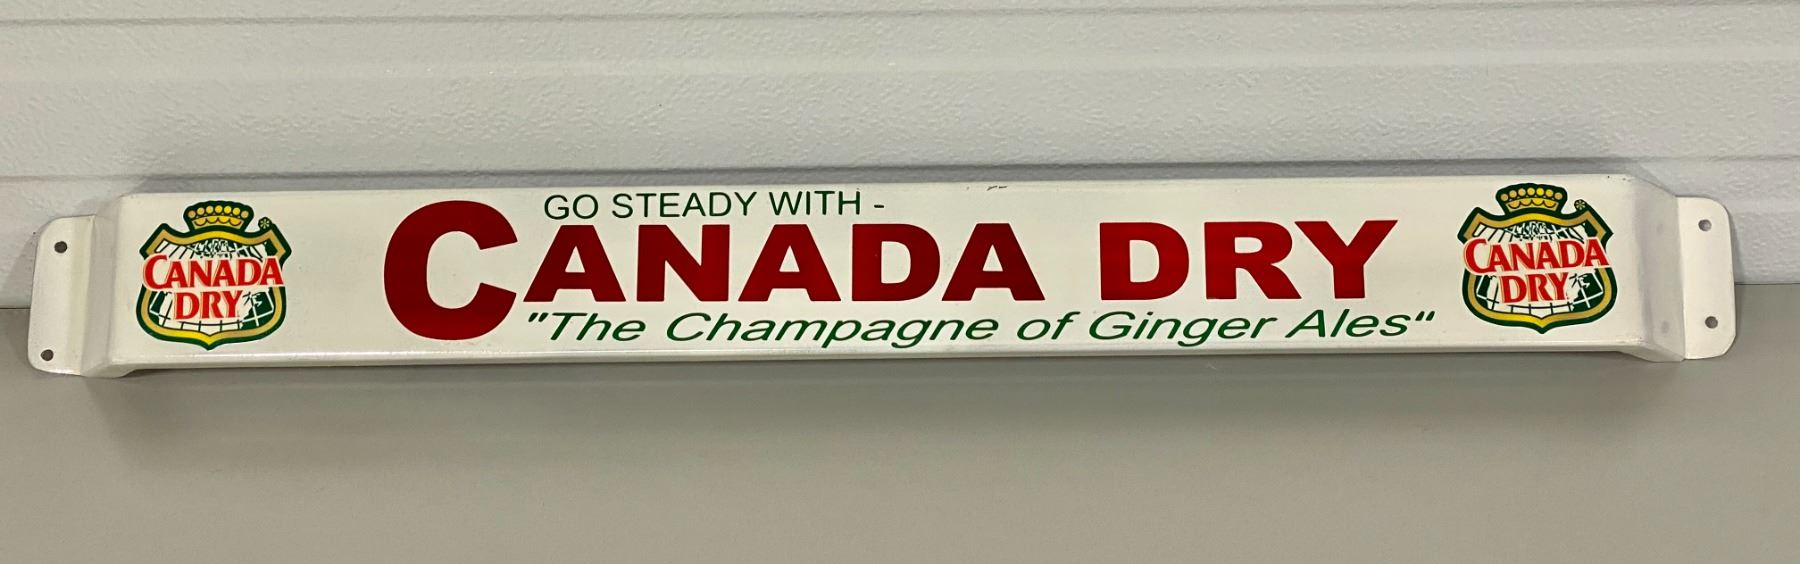 CANADA
DRY
GO STEADY WITH -
CANADA DRY
"The Champagne of Ginger Ales"
CANADA
DRY